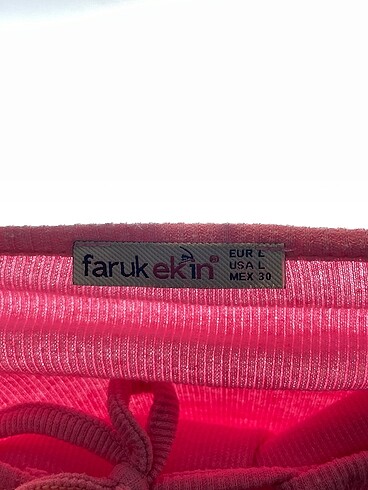 farukekin®
EUR L
USA L
MEX 30